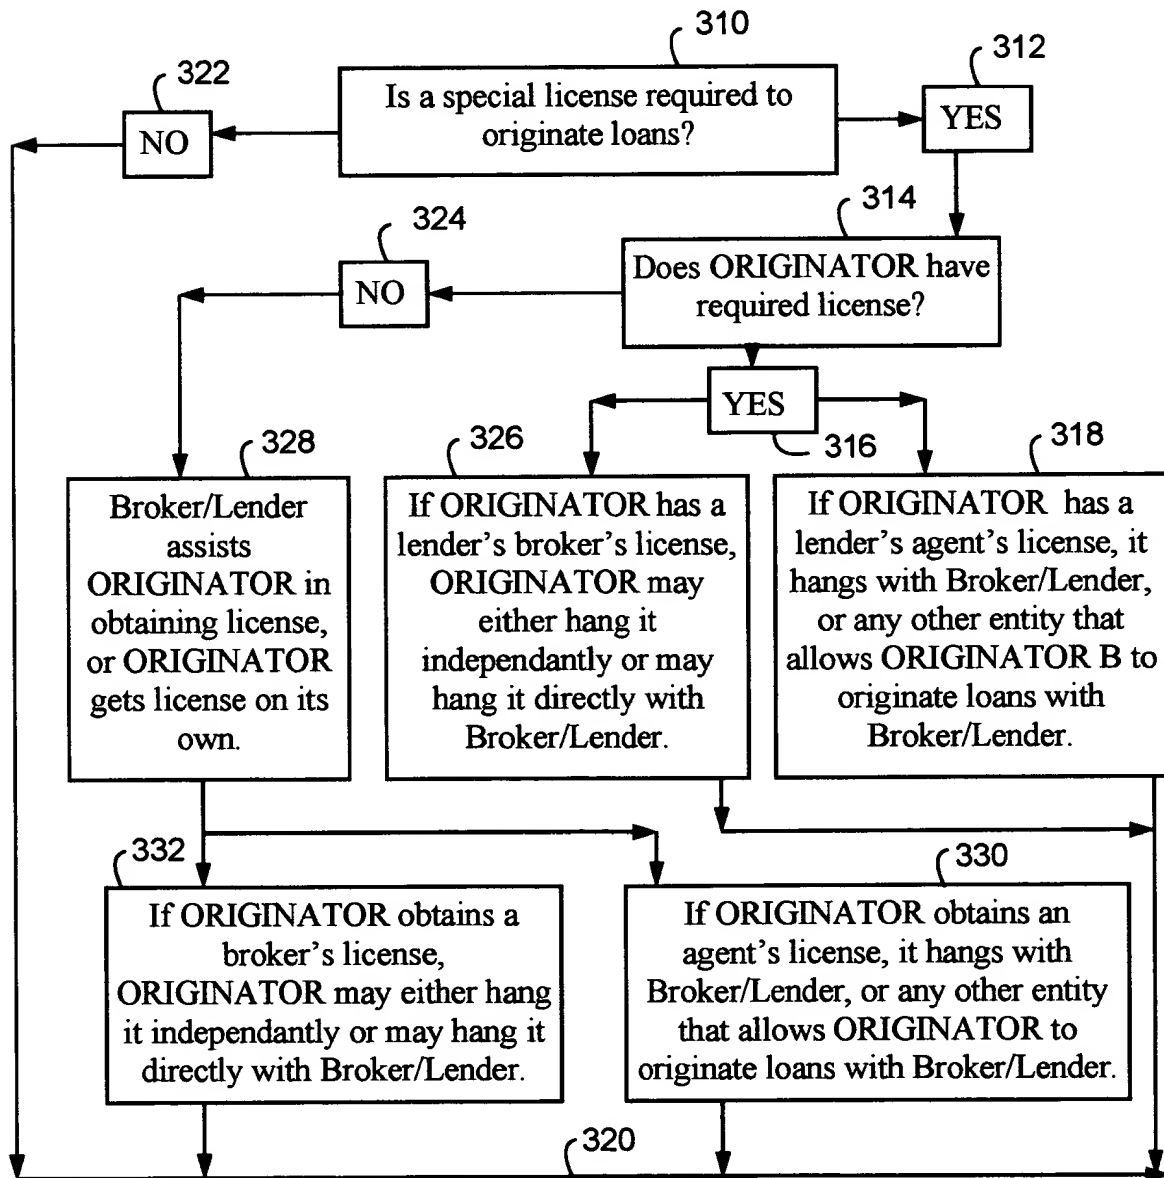 310
322
312
Is a special license required to
originate loans?
NO
YES
314
324
Does ORIGINATOR have
required license?
NO
YES
316
328
326
318
Broker/Lender
assists
ORIGINATOR in
obtaining license,
or ORIGINATOR
gets license on its
own.
If ORIGINATOR has a
lender's broker's license,
ORIGINATOR may
either hang it
independantly or may
hang it directly with
Broker/Lender.
If ORIGINATOR has a
lender's agent's license, it
hangs with Broker/Lender,
or any other entity that
allows ORIGINATOR B to
originate loans with
Broker/Lender.
332
330
If ORIGINATOR obtains a
broker's license,
ORIGINATOR may either hang
it independantly or may hang it
directly with Broker/Lender.
If ORIGINATOR obtains an
agent's license, it hangs with
Broker/Lender, or any other entity
that allows ORIGINATOR to
originate loans with Broker/Lender.
320